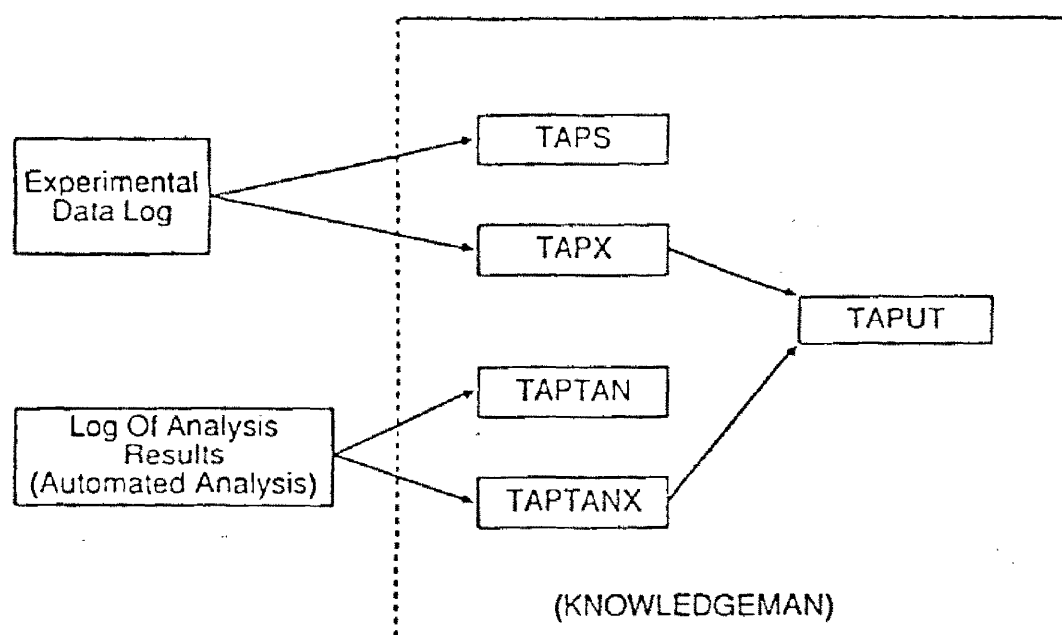 Experimental
Data Log
TAPS
TAPX
TAPUT
Log Of Analysis
Results
(Automated Analysis)
TAPTAN
TAPTANX
(KNOWLEDGEMAN)